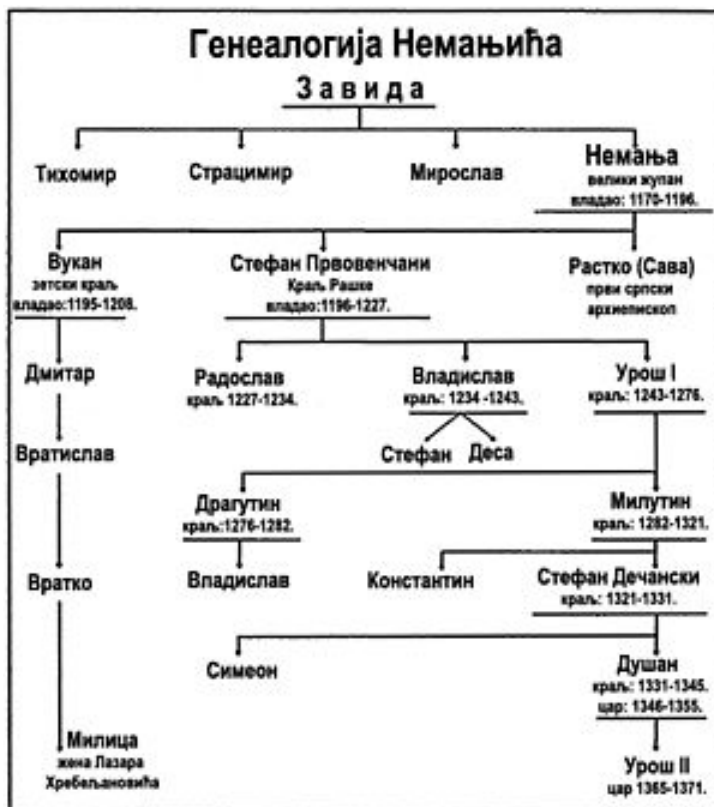 Генеалогија Немањића
Завида
Тихомир
Страцимир
Мирослав
Немања
велики жупан
владао: 1170-1196.
Вукан
зетски краљ
владао:1195-1208.
Стефан Првовенчани
Краљ Рашке
владао:1196-1227.
Растко (Сава)
први српски
архиепископ
Дмитар
Радослав
краљ 1227-1234.
Владислав
краљ: 1234 -1243.
Урош I
краљ: 1243-1276.
Вратислав
Стефан
Деса
Драгутин
краљ:1276-1282.
Милутин
краљ: 1282-1321.
Вратко
Владислав
Константин
Стефан Дечански
краљ: 1321-1331.
Симеон
Душан
краљ: 1331-1345.
цар: 1346-1355.
Милица
жена Лазара
Хребељановића
Урош II
цар 1365-1371.